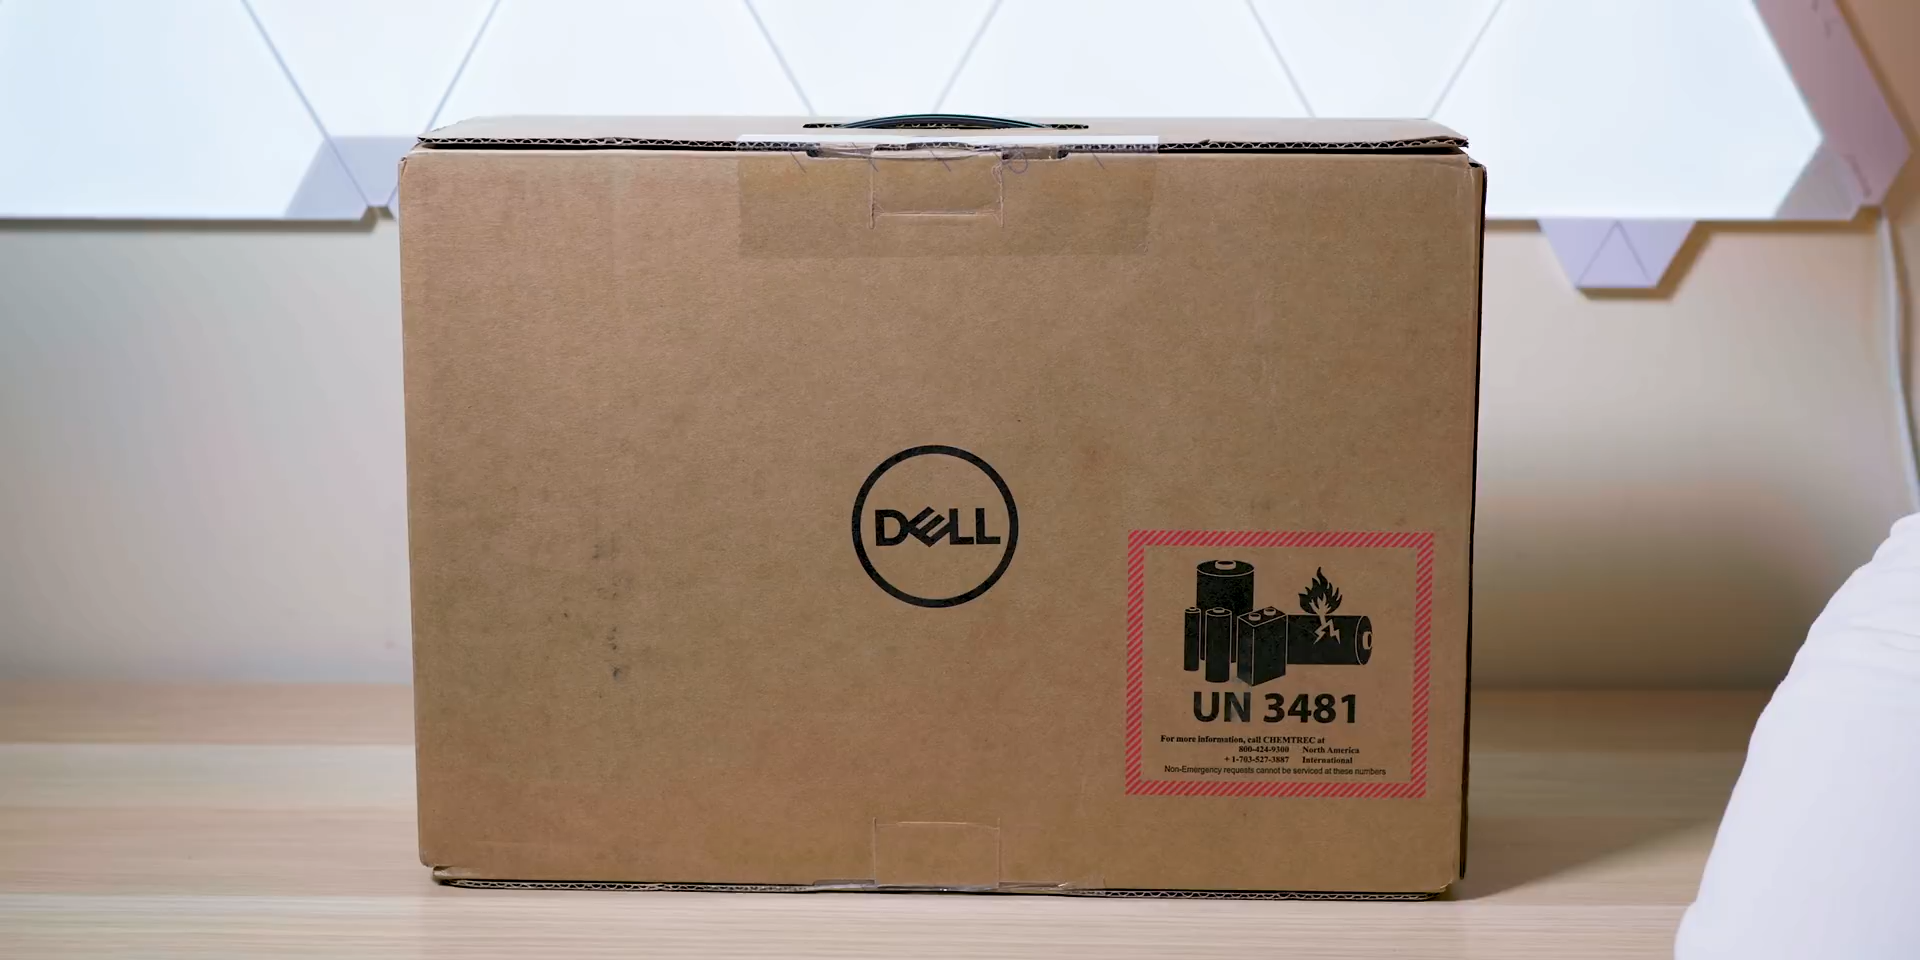 DELL
UN 3481
For more information, call CHEMTREC at
800-424-9300 North America
+ 1-703-527-3887 International
Non-Emergency requests cannot be serviced at these numbers